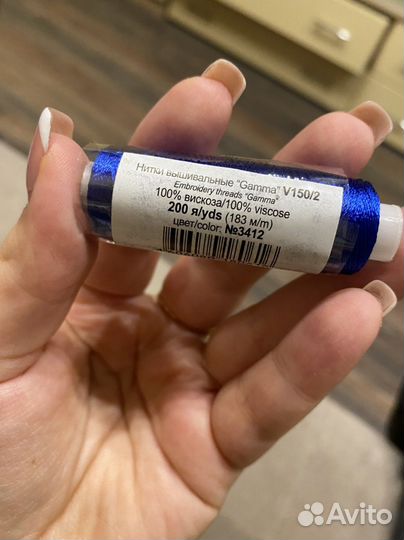 Нитки вышивальные "Gamma" V150/2
Embroidery threads "Gamma"
100% вискоза/100% viscose
200 я/yds (183 м/m)
цвет/color: №3412
Avito